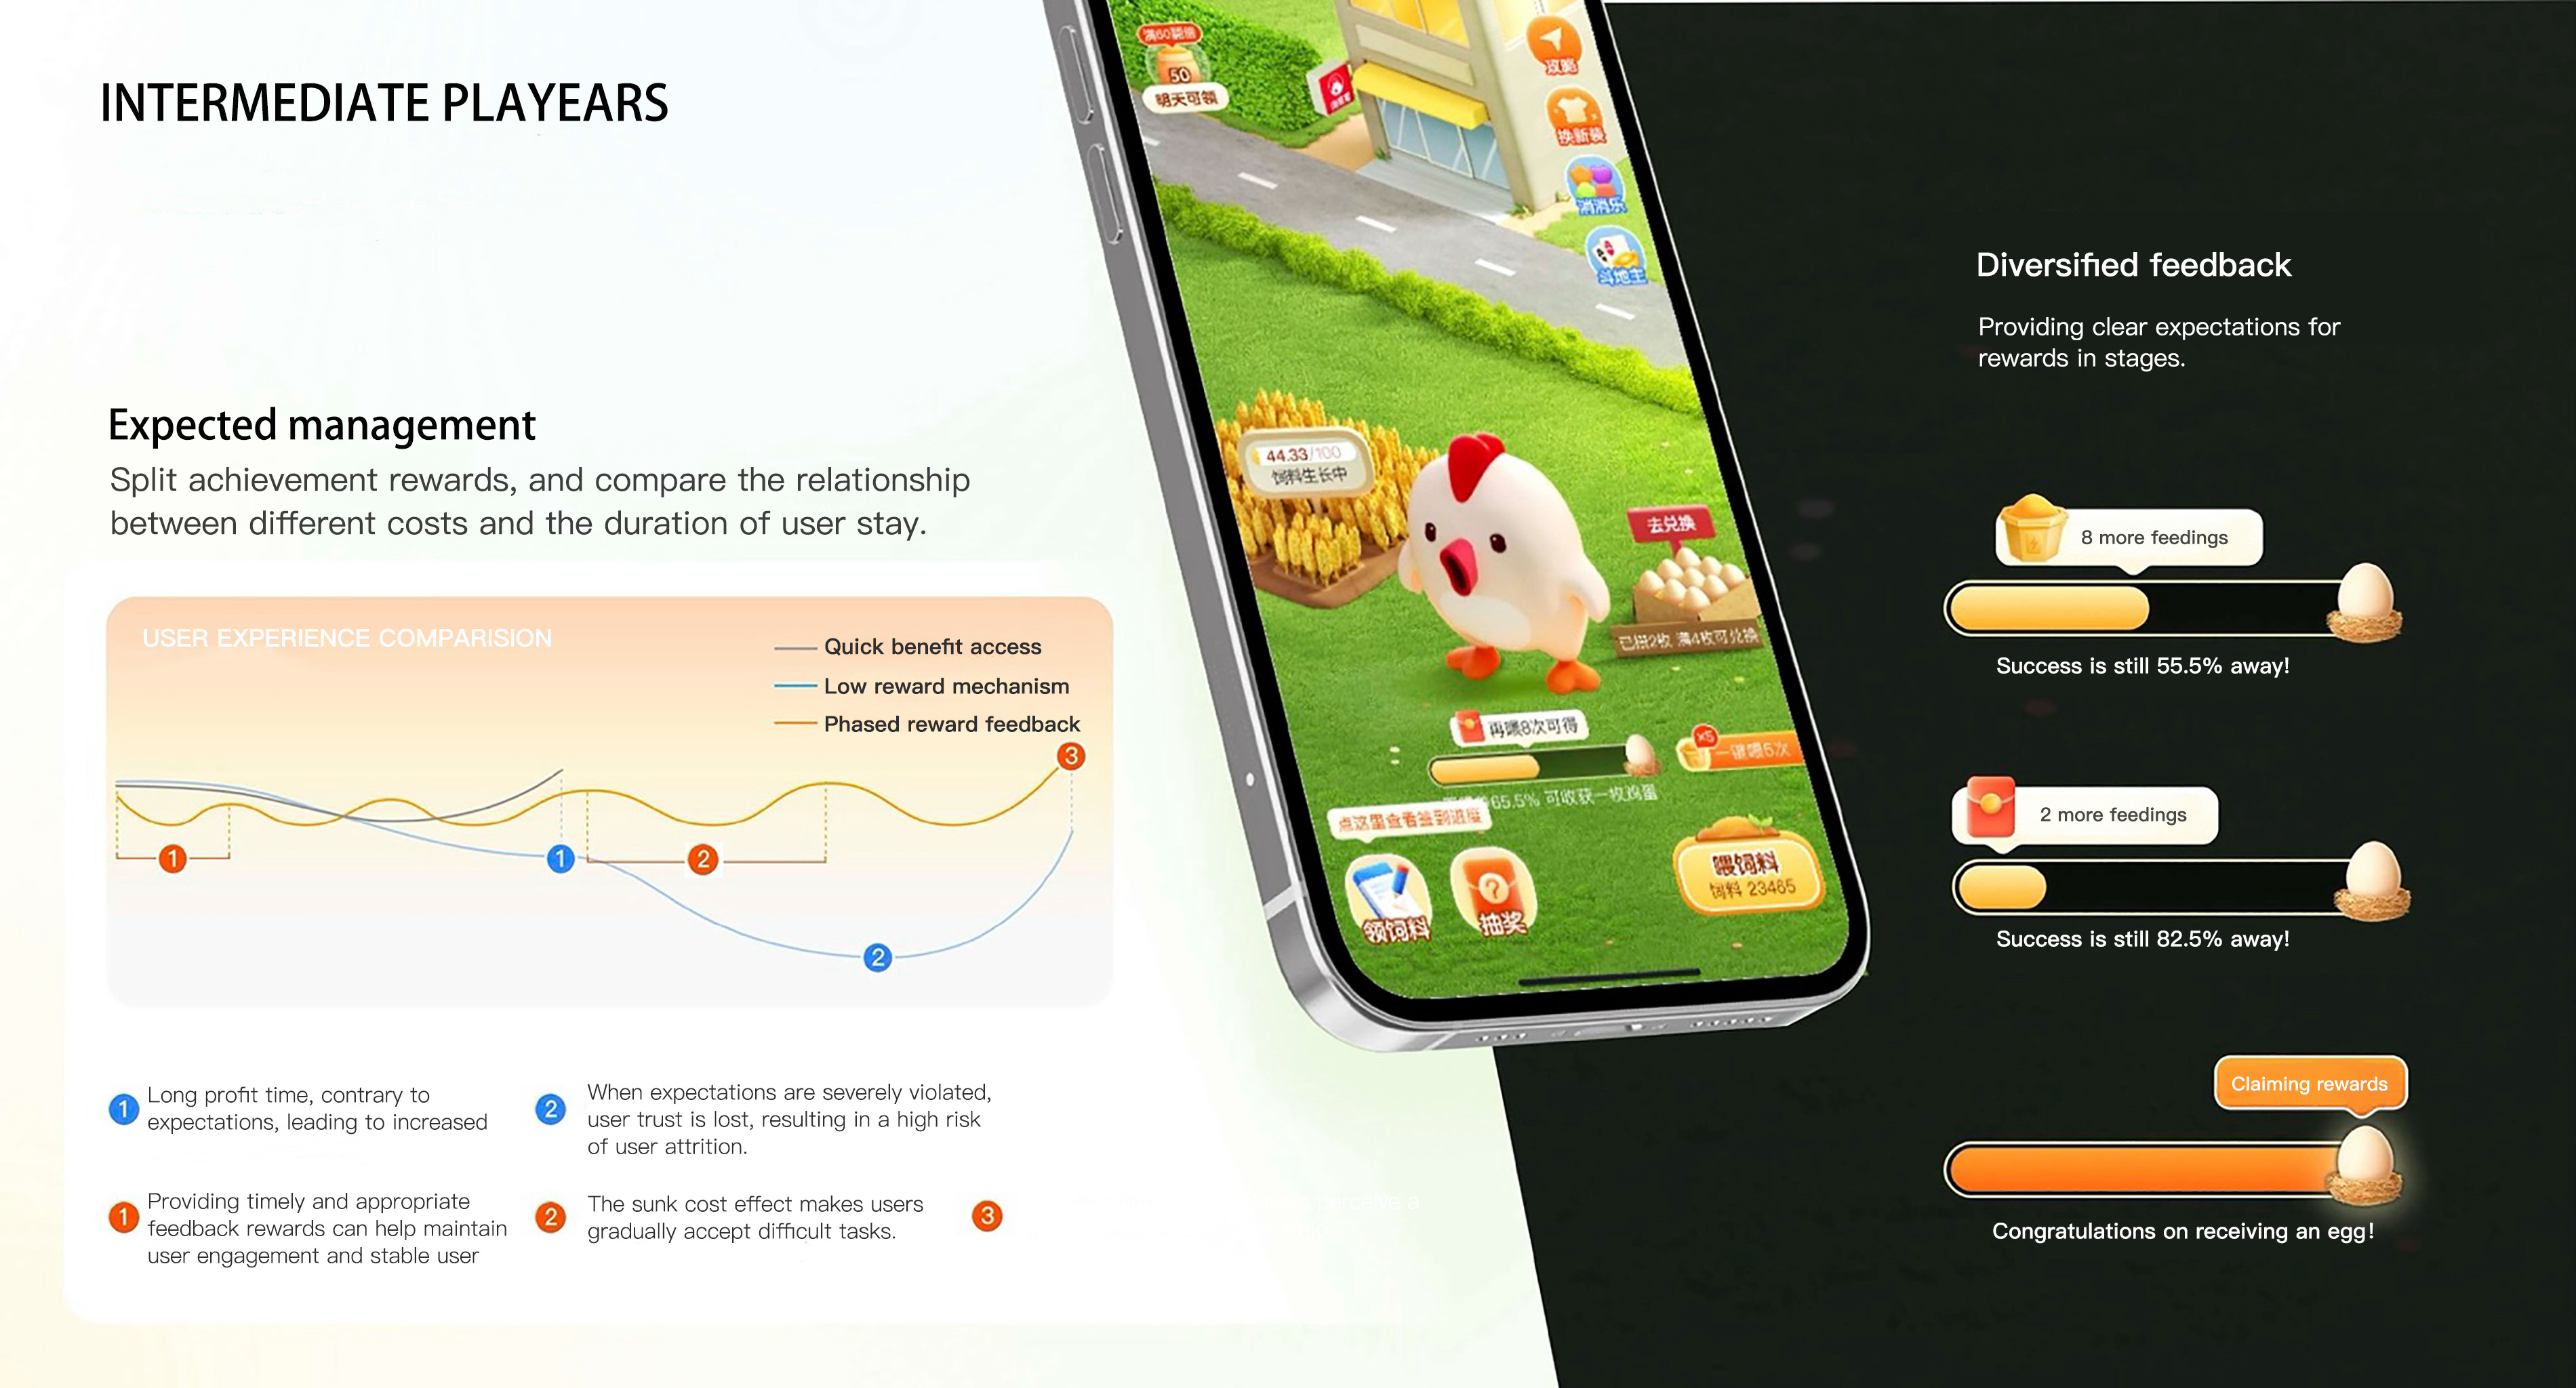 INTERMEDIATE PLAYEARS
Expected management
Split achievement rewards, and compare the relationship
between different costs and the duration of user stay.
USER EXPERIENCE COMPARISION
Quick benefit access
Low reward mechanism
Phased reward feedback
3
1
1
2
2
1
Long profit time, contrary to
expectations, leading to increased
2
When expectations are severely violated,
user trust is lost, resulting in a high risk
of user attrition.
1
Providing timely and appropriate
feedback rewards can help maintain
user engagement and stable user
2
The sunk cost effect makes users
gradually accept difficult tasks.
3
perceive a
满60翻倍
50
明天可领
攻略
换新装
消消乐
斗地主
44.33/100
饲料生长中
去兑换
已攒2枚 满4枚可兑换
再喂8次可得
x5
一键喂5次
65.5% 可收获一枚鸡蛋
点这里查看签到进度
领饲料
抽奖
喂饲料
饲料 23465
Diversified feedback
Providing clear expectations for
rewards in stages.
8 more feedings
Success is still 55.5% away!
2 more feedings
Success is still 82.5% away!
Claiming rewards
Congratulations on receiving an egg!